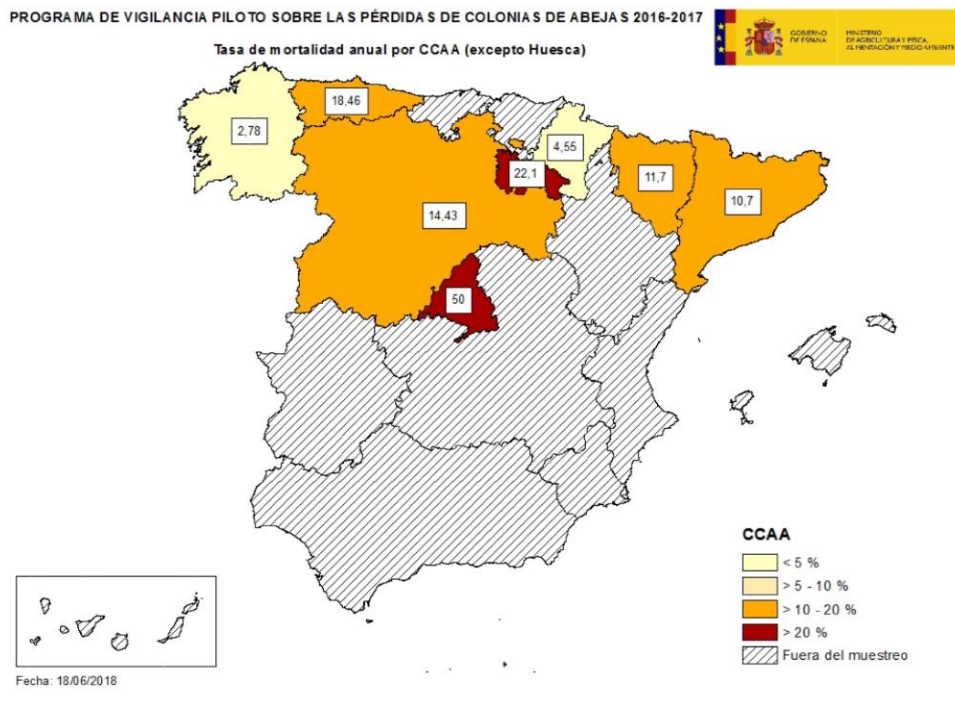 PROGRAMA DE VIGILANCIA PILOTO SOBRE LAS PÉRDIDAS DE COLONIAS DE ABEJAS 2016-2017
GOBIERNO
DE ESPAÑA
MINISTERIO
DE AGRICULTURA Y PESCA,
ALIMENTACIÓN Y MEDIO AMBIENTE
Tasa de mortalidad anual por CCAA (excepto Huesca)
18,46
2,78
4,55
22,1
11,7
10,7
14,43
50
CCAA
< 5 %
> 5 - 10 %
> 10 - 20 %
> 20 %
Fuera del muestreo
Fecha: 18/06/2018